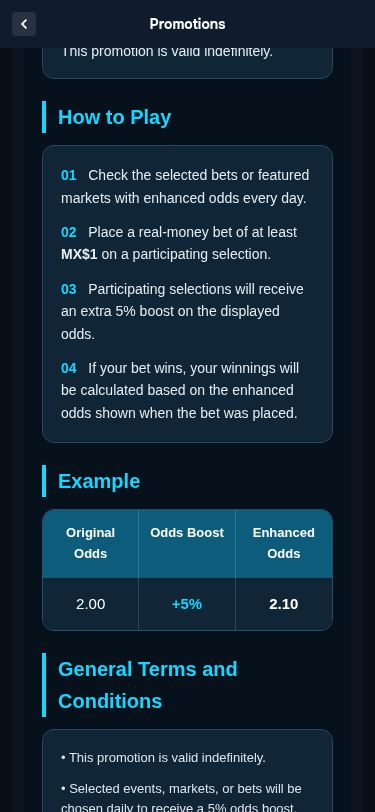 Promotions
This promotion is valid indefinitely.
How to Play
01 Check the selected bets or featured
markets with enhanced odds every day.
02 Place a real-money bet of at least
MX$1 on a participating selection.
03 Participating selections will receive
an extra 5% boost on the displayed
odds.
04 If your bet wins, your winnings will
be calculated based on the enhanced
odds shown when the bet was placed.
Example
Original
Odds
Odds Boost
Enhanced
Odds
2.00
+5%
2.10
General Terms and
Conditions
• This promotion is valid indefinitely.
• Selected events, markets, or bets will be
chosen daily to receive a 5% odds boost.